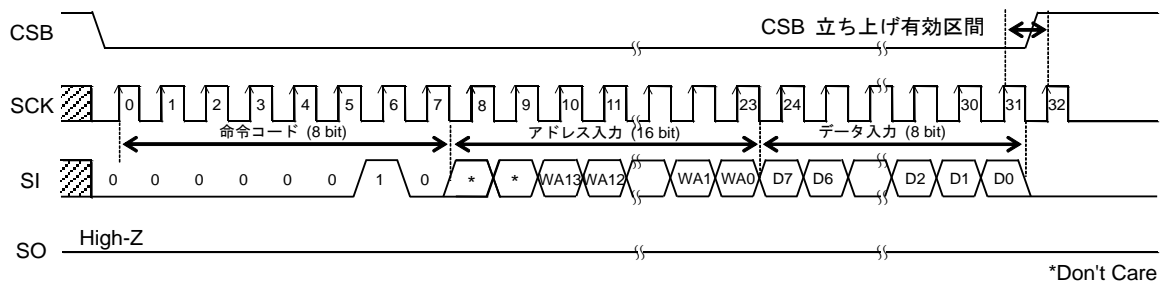 CSB
CSB 立ち上げ有効区間
SCK
0 1 2 3 4 5 6 7 8 9 10 11 23 24 30 31 32
命令コード (8 bit) アドレス入力 (16 bit) データ入力 (8 bit)
SI
0 0 0 0 0 0 1 0 * * WA13 WA12 WA1 WA0 D7 D6 D2 D1 D0
SO
High-Z
*Don't Care